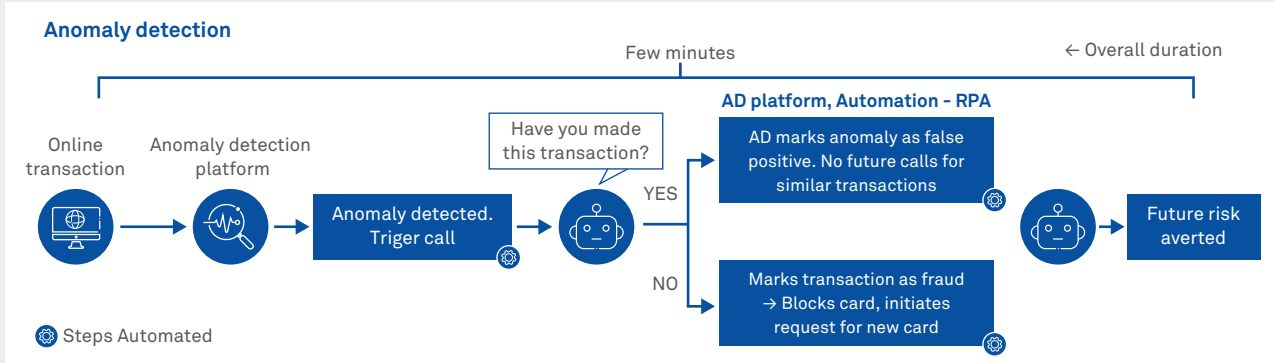 Anomaly detection
Few minutes
← Overall duration
Online
transaction
Anomaly detection
platform
Anomaly detected.
Triger call
Have you made
this transaction?
YES
NO
AD platform, Automation - RPA
AD marks anomaly as false
positive. No future calls for
similar transactions
Marks transaction as fraud
→ Blocks card, initiates
request for new card
Future risk
averted
Steps Automated